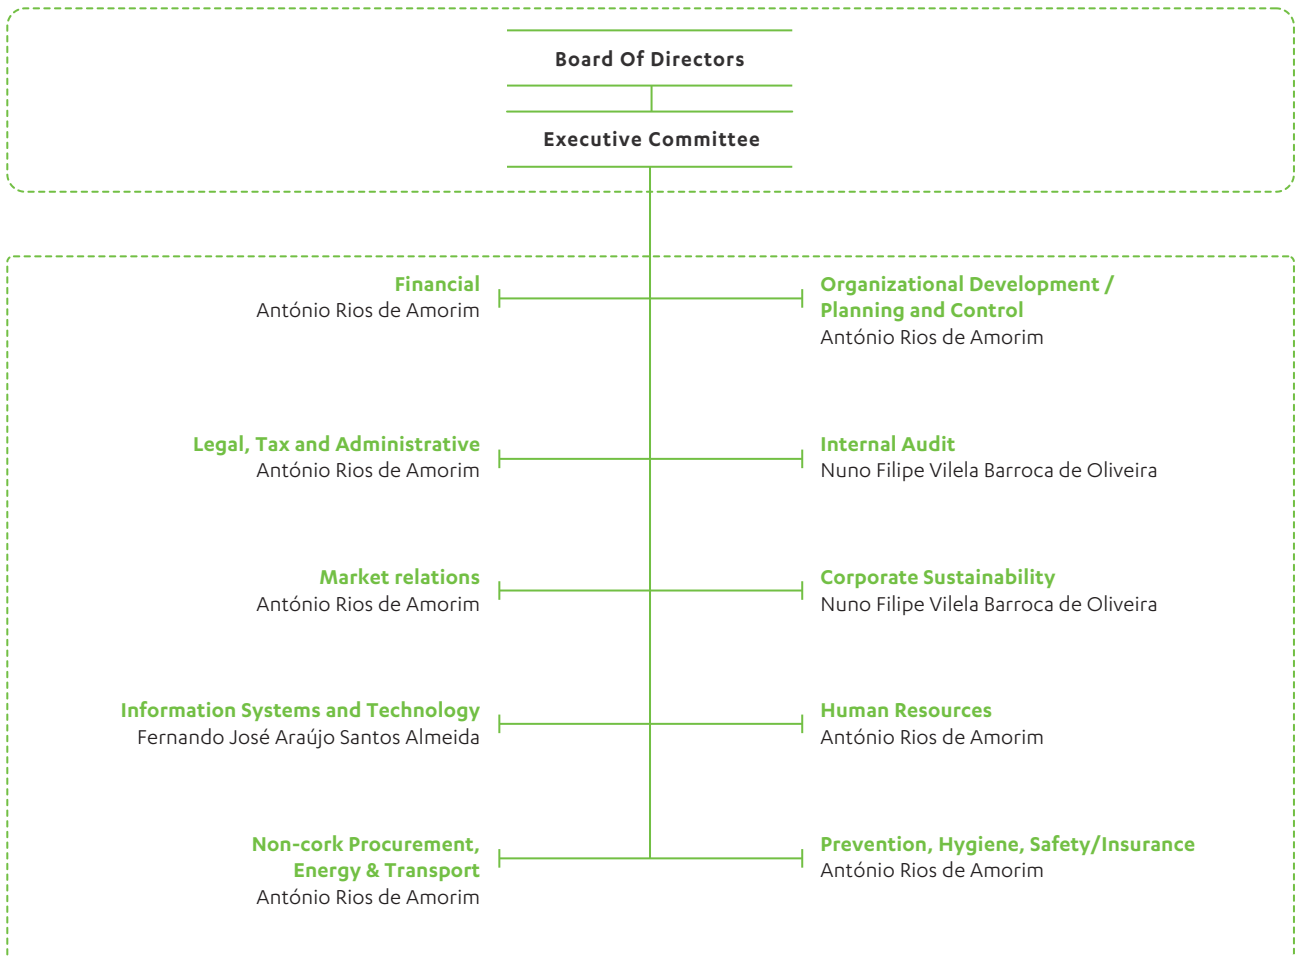 Board Of Directors
Executive Committee
Financial
António Rios de Amorim
Organizational Development /
Planning and Control
António Rios de Amorim
Legal, Tax and Administrative
António Rios de Amorim
Internal Audit
Nuno Filipe Vilela Barroca de Oliveira
Market relations
António Rios de Amorim
Corporate Sustainability
Nuno Filipe Vilela Barroca de Oliveira
Information Systems and Technology
Fernando José Araújo Santos Almeida
Human Resources
António Rios de Amorim
Non-cork Procurement,
Energy & Transport
António Rios de Amorim
Prevention, Hygiene, Safety/Insurance
António Rios de Amorim